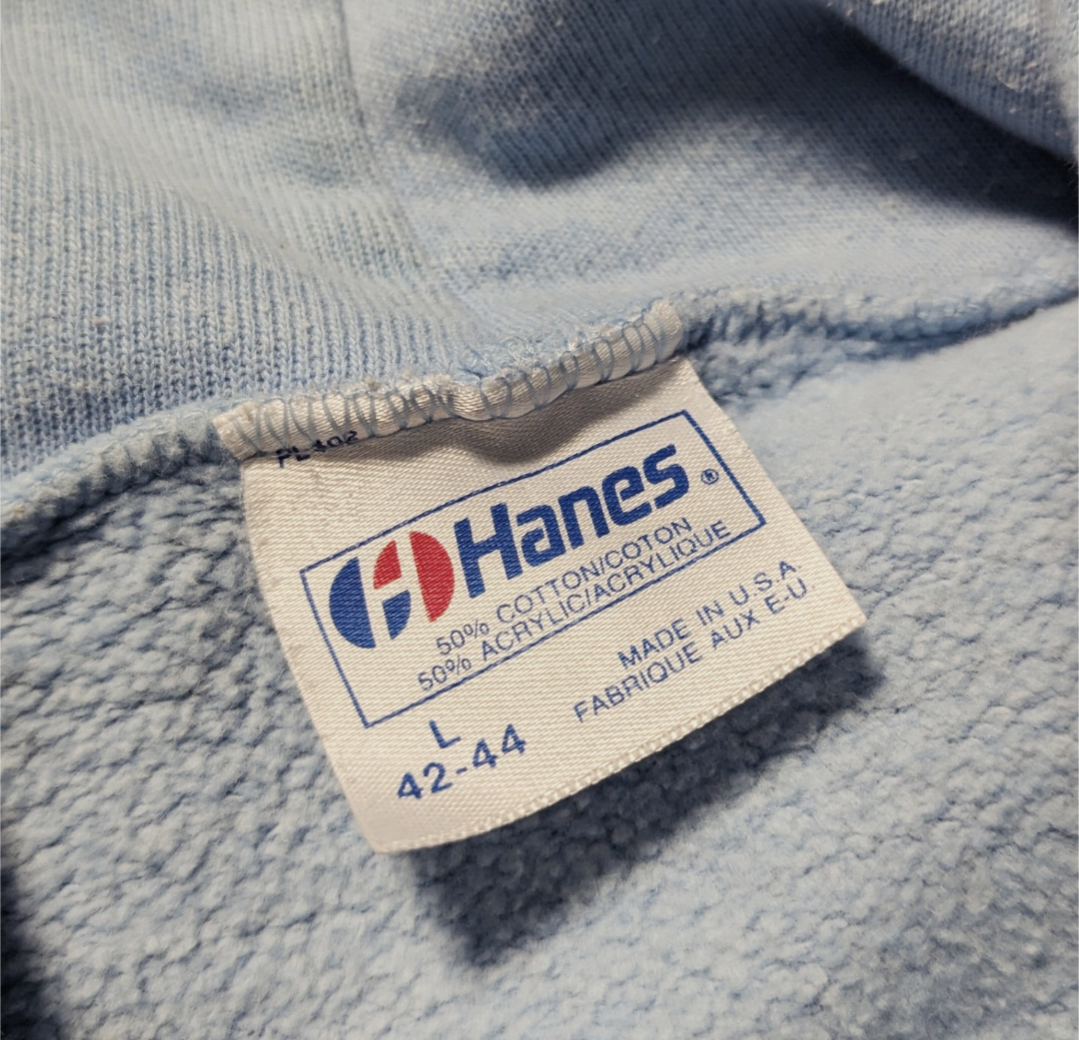 Hanes®
50% COTTON/COTON
50% ACRYLIC/ACRYLIQUE
MADE IN U.S.A.
FABRIQUE AUX E-U.
L
42-44